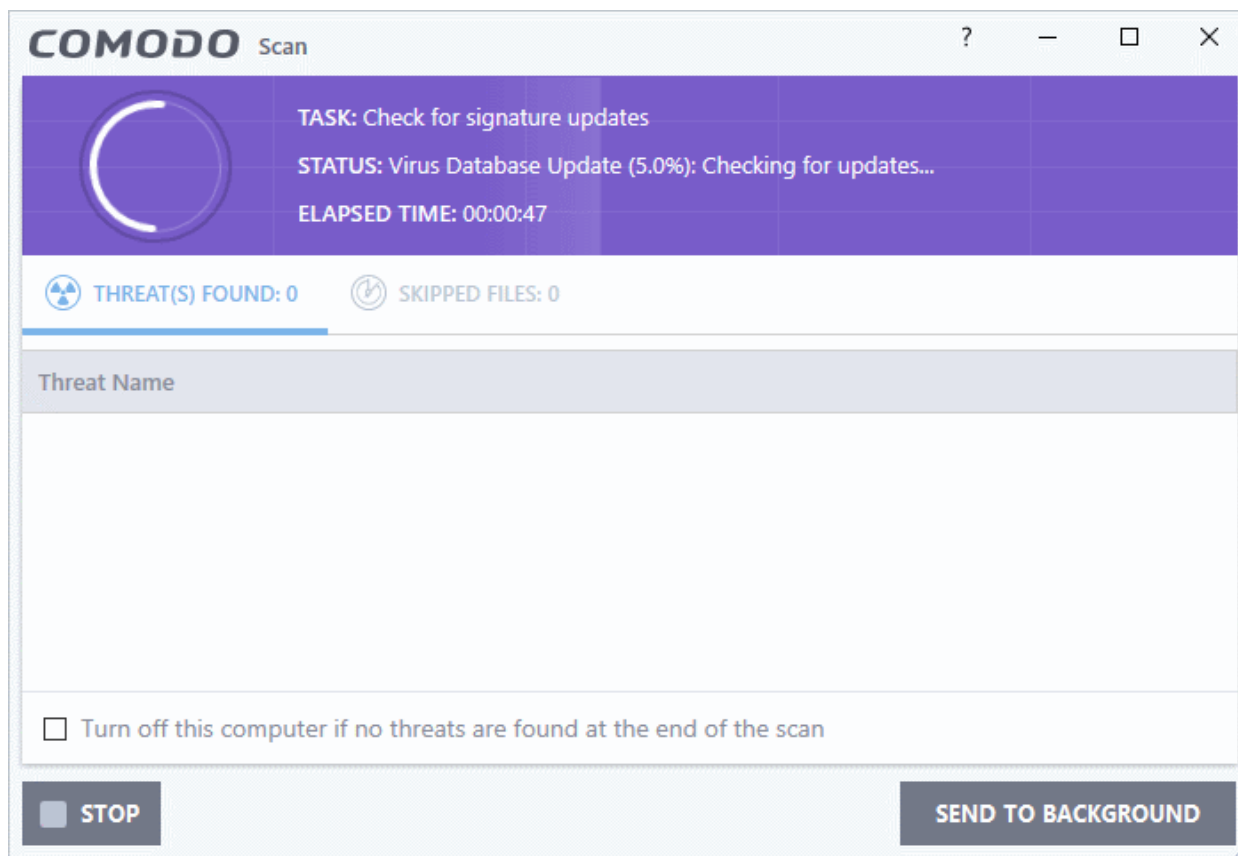 COMODO Scan ?
TASK: Check for signature updates
STATUS: Virus Database Update (5.0%): Checking for updates...
ELAPSED TIME: 00:00:47
THREAT(S) FOUND: 0 SKIPPED FILES: 0
Threat Name
Turn off this computer if no threats are found at the end of the scan
STOP SEND TO BACKGROUND